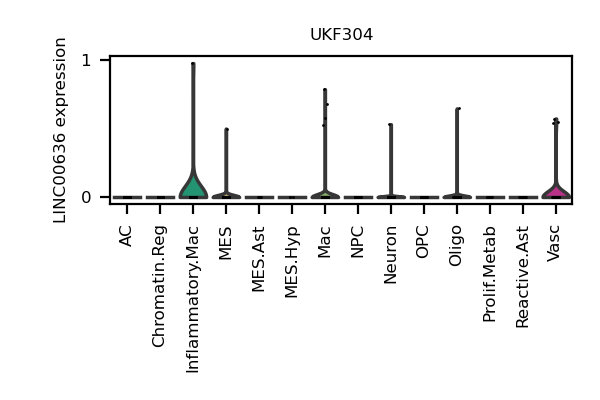 UKF304
LINC00636 expression
1
0
AC
Chromatin.Reg
Inflammatory.Mac
MES
MES.Ast
MES.Hyp
Mac
NPC
Neuron
OPC
Oligo
Prolif.Metab
Reactive.Ast
Vasc